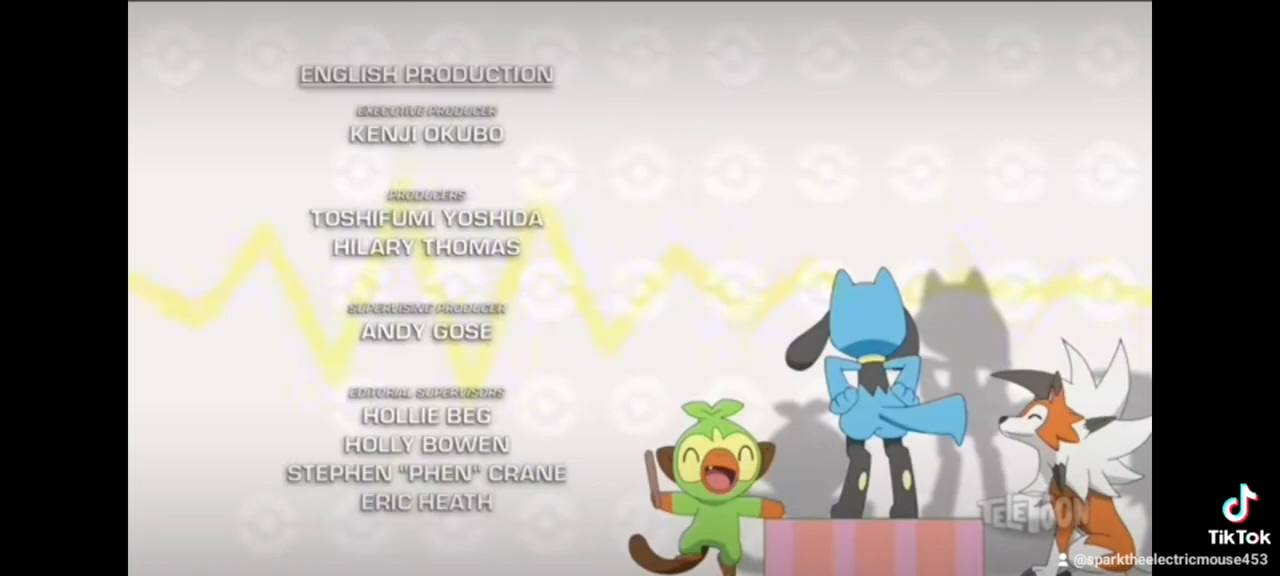 ENGLISH PRODUCTION
EXECUTIVE PRODUCER
KENJI OKUBO
PRODUCERS
TOSHIFUMI YOSHIDA
HILARY THOMAS
SUPERVISING PRODUCER
ANDY GOSE
EDITORIAL SUPERVISORS
HOLLIE BEG
HOLLY BOWEN
STEPHEN "PHEN" CRANE
ERIC HEATH
TELETOON
TikTok
@sparktheelectricmouse453